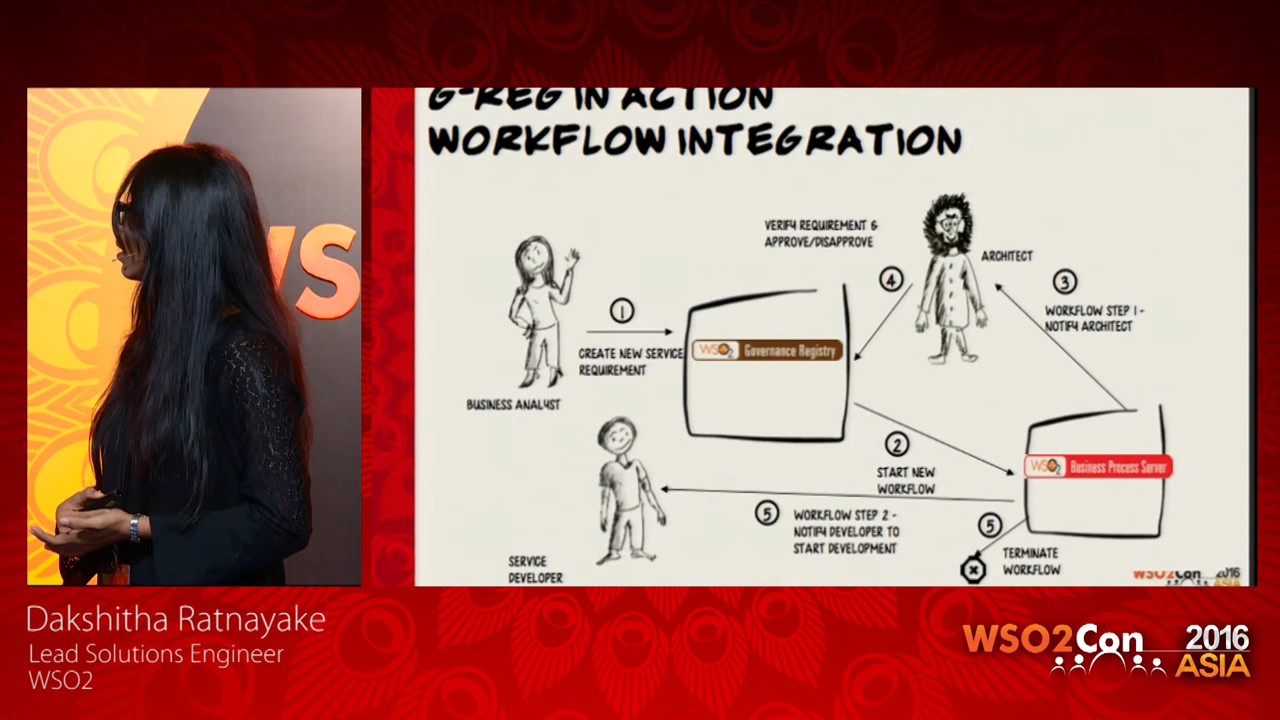 G-REG IN ACTION
WORKFLOW INTEGRATION
VERIFY REQUIREMENT &
APPROVE/DISAPPROVE
ARCHITECT
4
3
WORKFLOW STEP 1 -
NOTIFY ARCHITECT
1
CREATE NEW SERVICE
REQUIREMENT
BUSINESS ANALYST
WSO2 Governance Registry
2
START NEW
WORKFLOW
WSO2 Business Process Server
5
WORKFLOW STEP 2 -
NOTIFY DEVELOPER TO
START DEVELOPMENT
5
TERMINATE
WORKFLOW
SERVICE
DEVELOPER
WSO2Con 2016
WS
Dakshitha Ratnayake
Lead Solutions Engineer
WSO2
WSO2Con 2016
ASIA